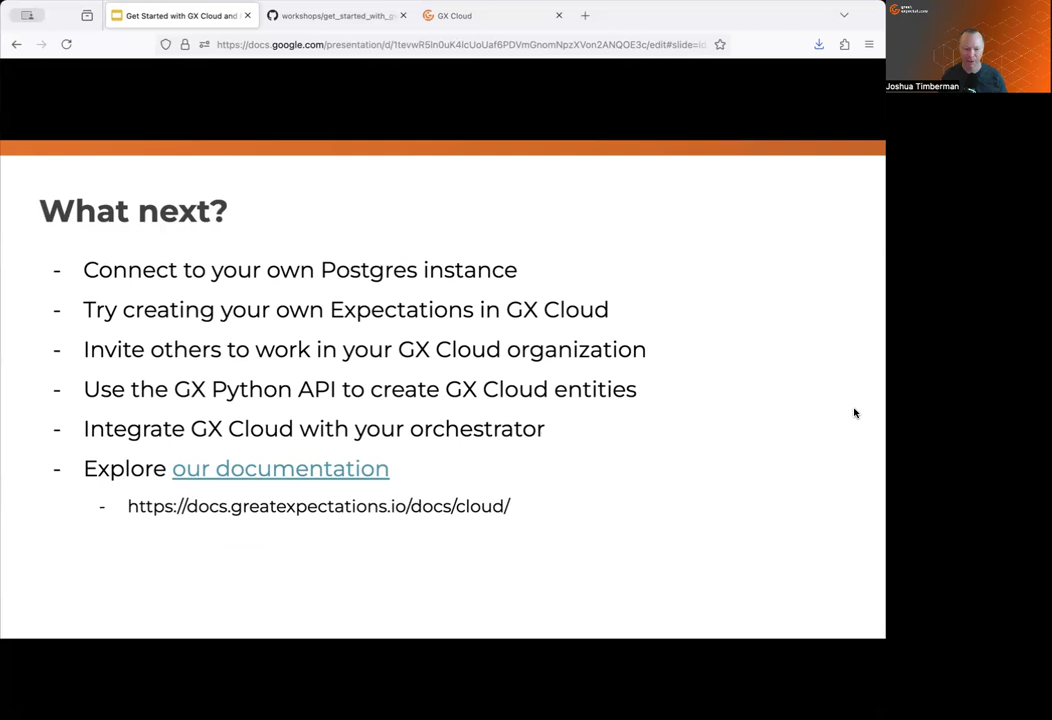 Get Started with GX Cloud and
workshops/get_started_with_g
GX Cloud
https://docs.google.com/presentation/d/1tevwR5ln0uK4lcUoUaf6PDVmGnomNpzXVon2ANQOE3c/edit#slide=id
great
expectations
Joshua Timberman
What next?
- Connect to your own Postgres instance
- Try creating your own Expectations in GX Cloud
- Invite others to work in your GX Cloud organization
- Use the GX Python API to create GX Cloud entities
- Integrate GX Cloud with your orchestrator
- Explore our documentation
- https://docs.greatexpectations.io/docs/cloud/